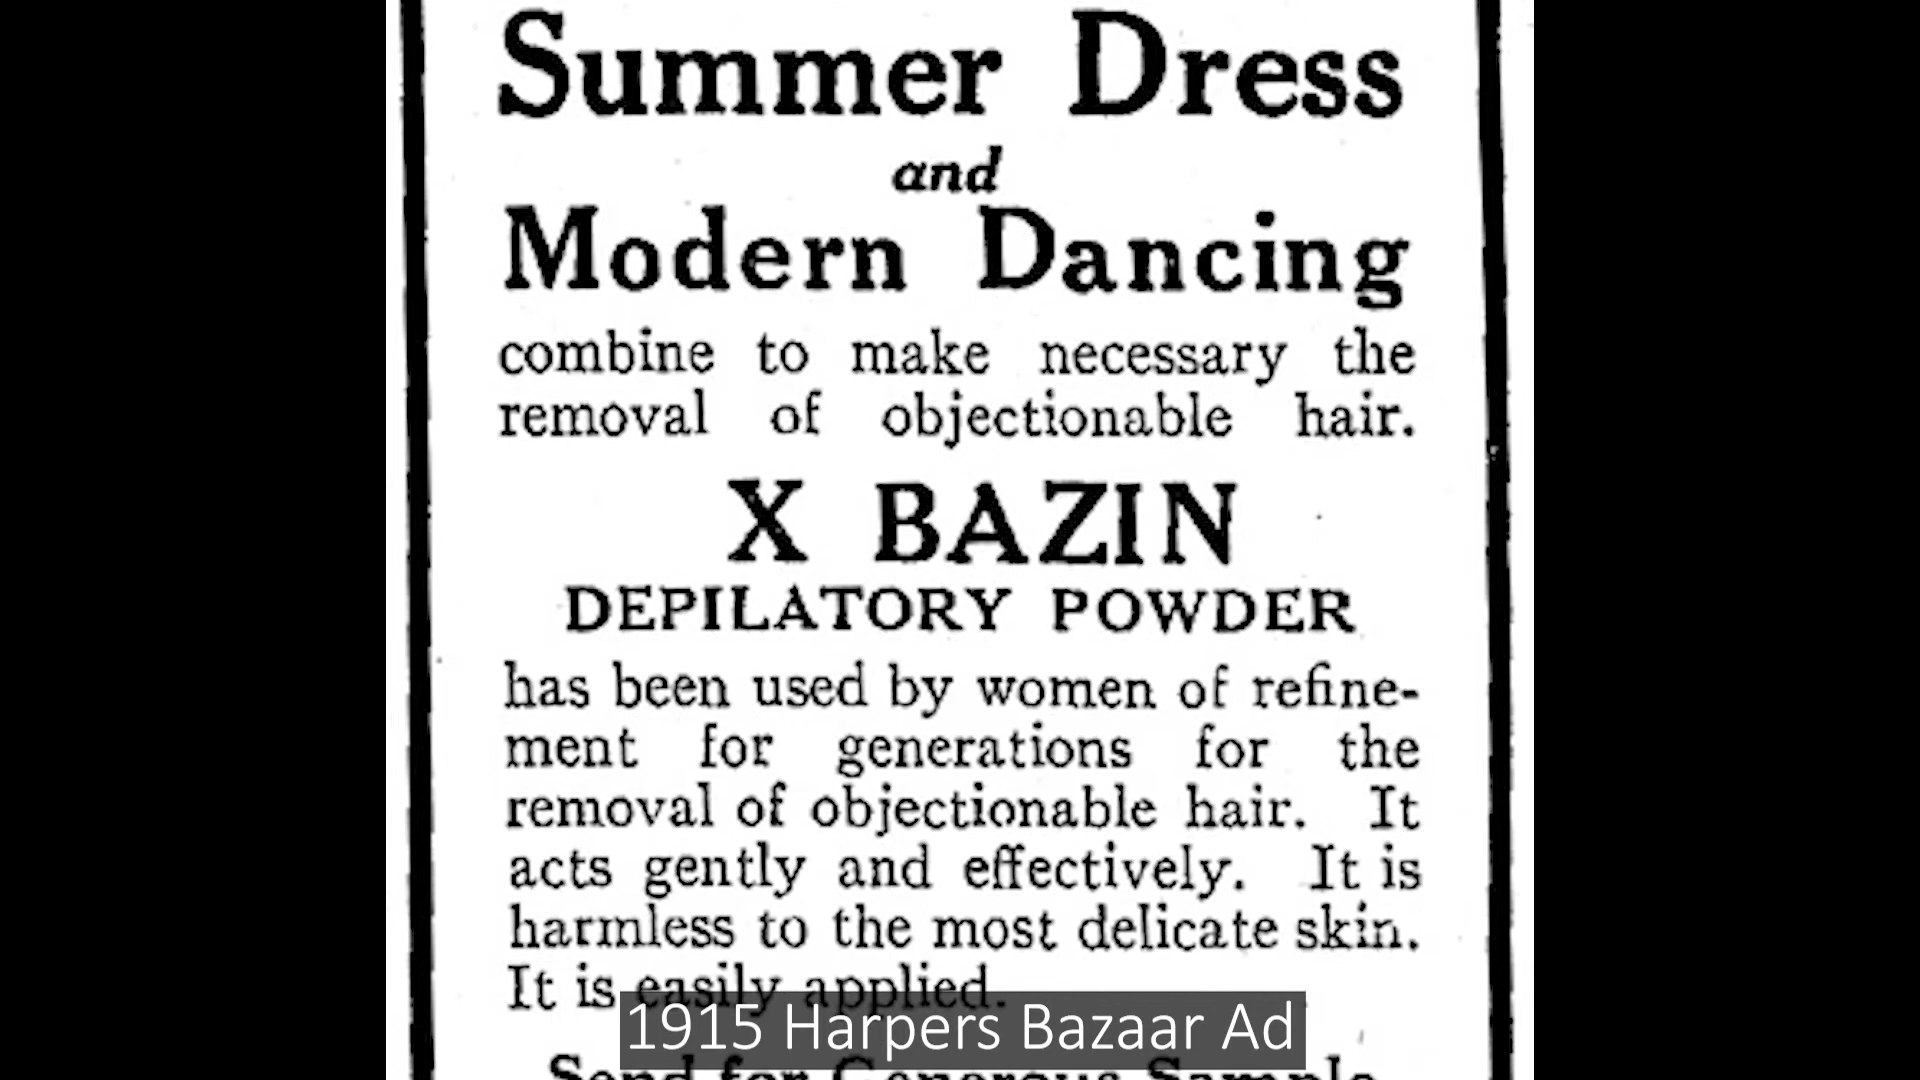 Summer Dress
and
Modern Dancing
combine to make necessary the
removal of objectionable hair.
X BAZIN
DEPILATORY POWDER
has been used by women of refine-
ment for generations for the
removal of objectionable hair. It
acts gently and effectively. It is
harmless to the most delicate skin.
It is easily applied.
1915 Harpers Bazaar Ad
Send for Generous Sample